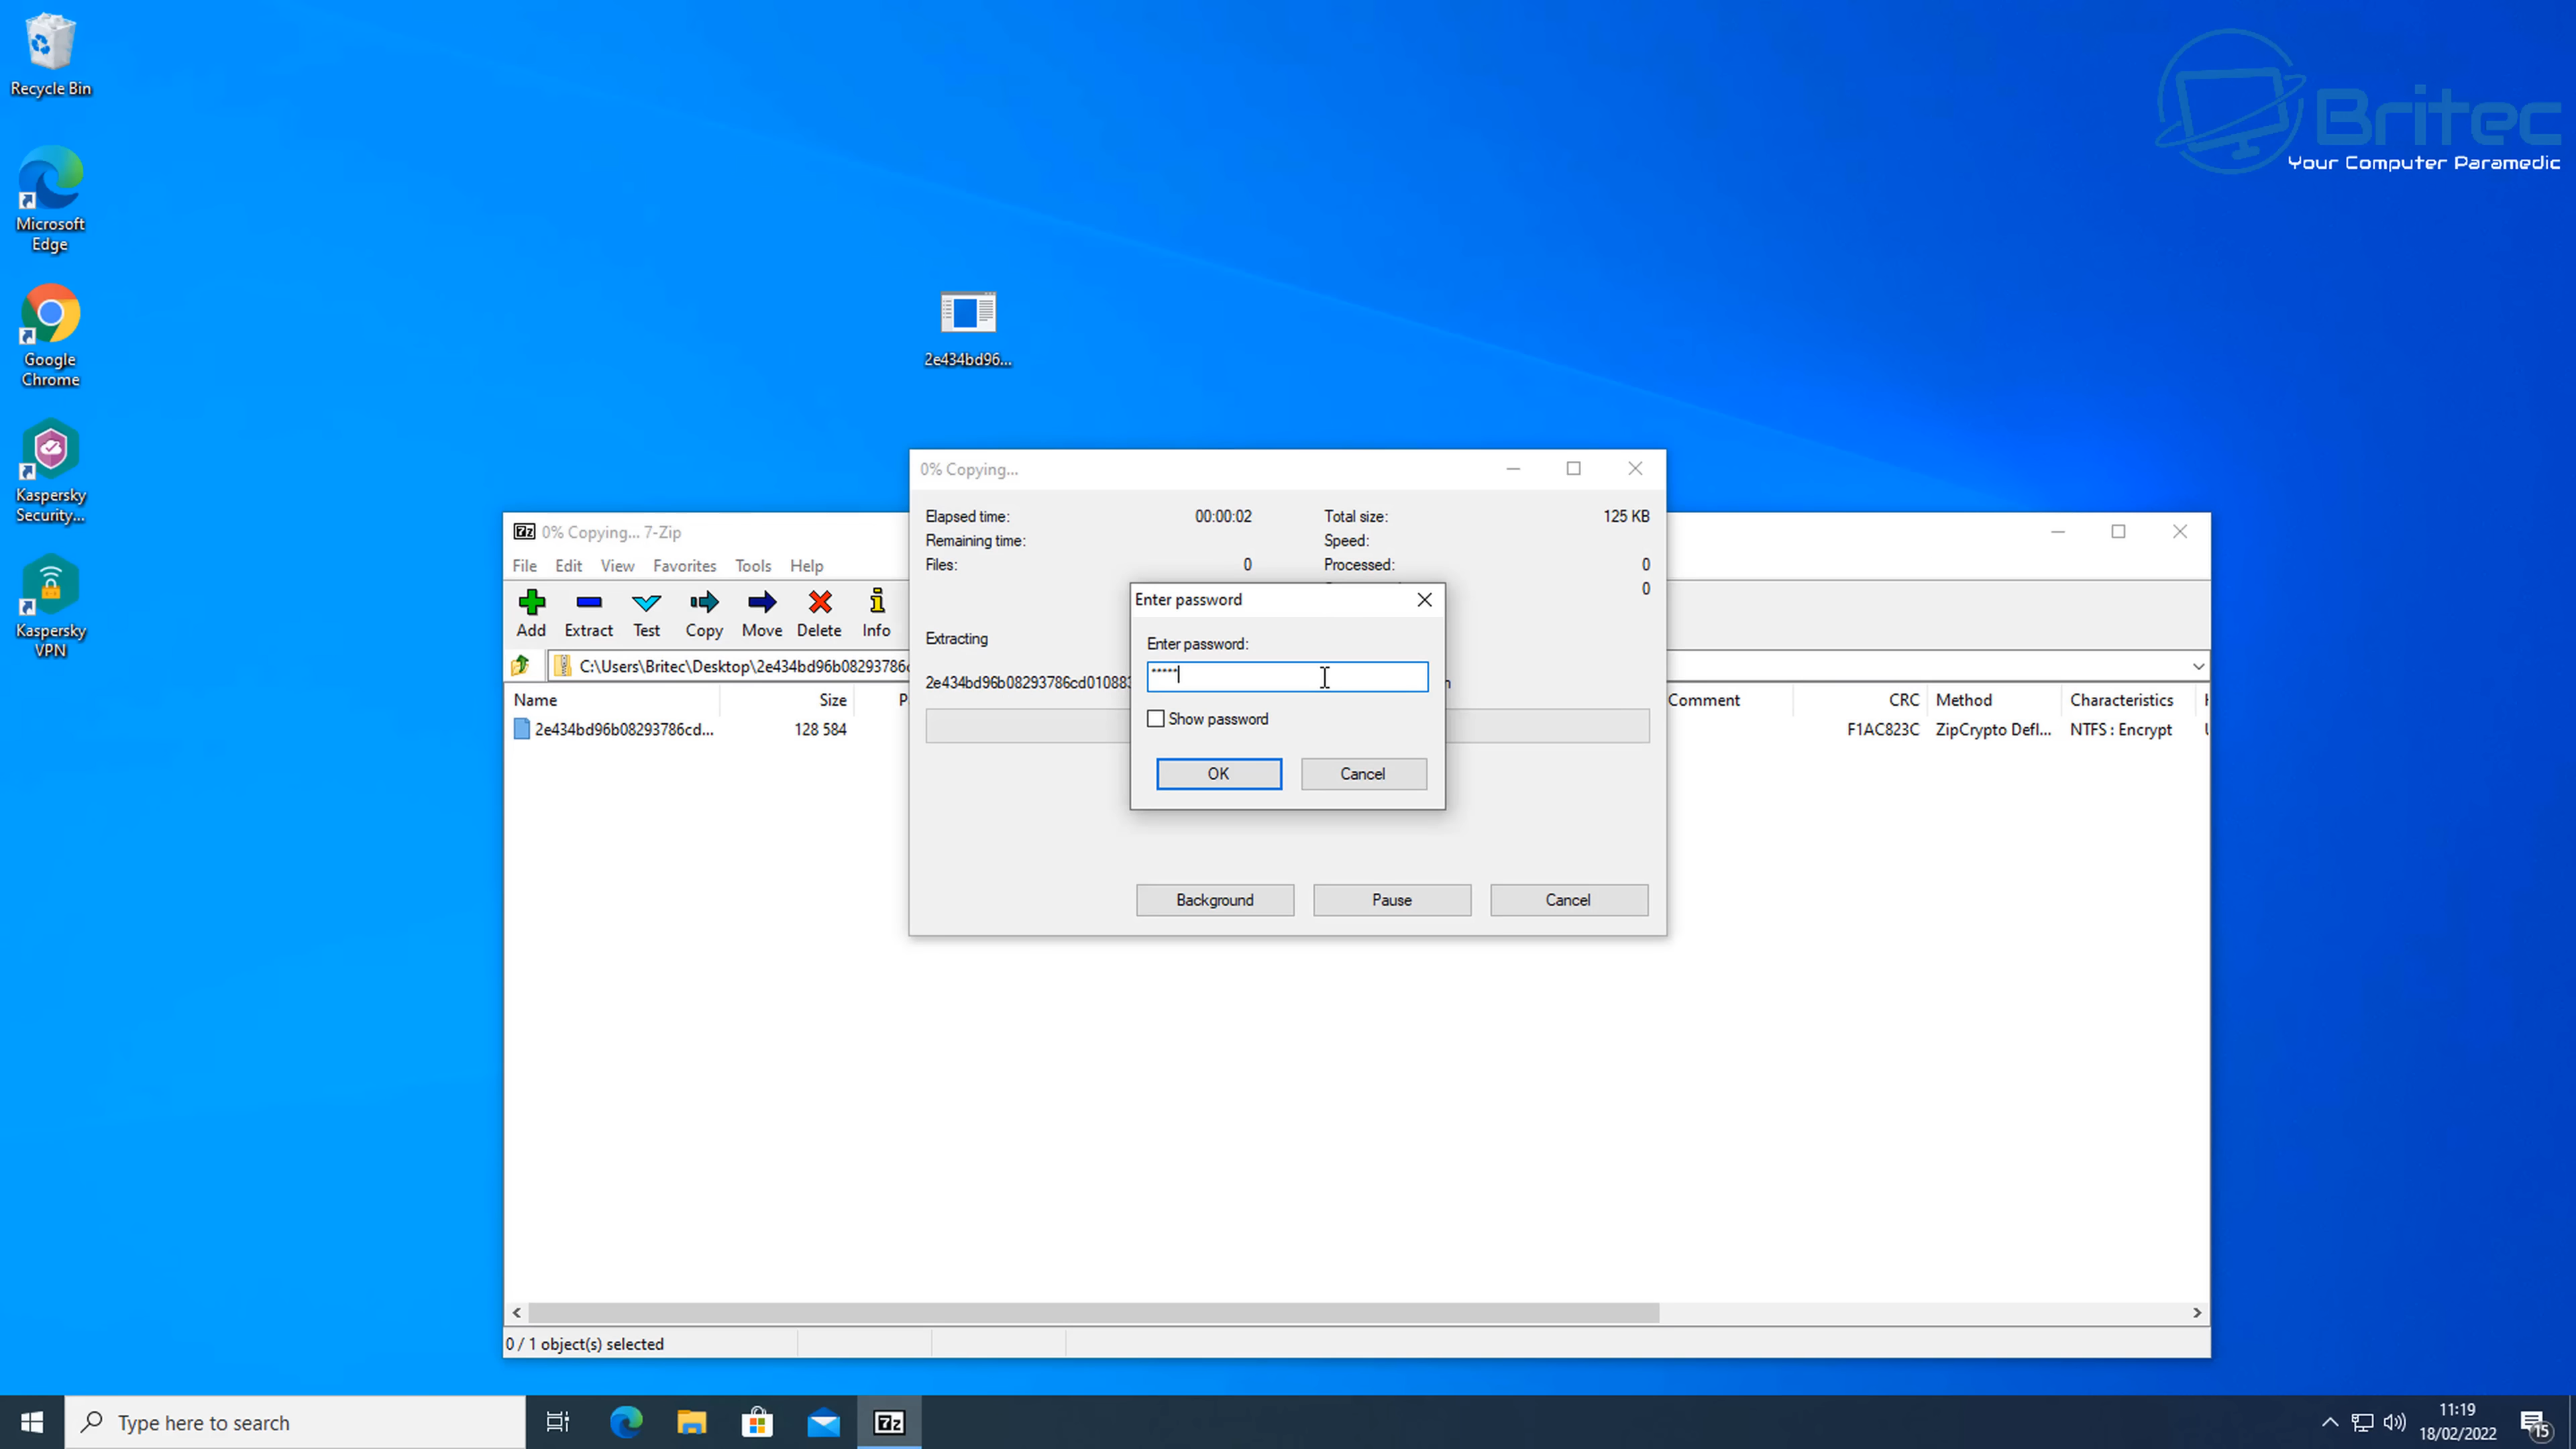 Recycle Bin
Microsoft
Edge
Google
Chrome
Kaspersky
Security...
Kaspersky
VPN
Britec
Your Computer Paramedic
2e434bd96...
0% Copying...
Elapsed time: 00:00:02 Total size: 125 KB
Remaining time: Speed:
Files: 0 Processed: 0
0
Extracting
2e434bd96b08293786cd01088
Background Pause Cancel
Enter password
Enter password:
*****
Show password
OK Cancel
7z 0% Copying... 7-Zip
File Edit View Favorites Tools Help
Add Extract Test Copy Move Delete Info
C:\Users\Britec\Desktop\2e434bd96b08293786c
Name Size P Comment CRC Method Characteristics
2e434bd96b08293786cd... 128 584 F1AC823C ZipCrypto Defl... NTFS : Encrypt
0 / 1 object(s) selected
Type here to search
7z
11:19
18/02/2022
15